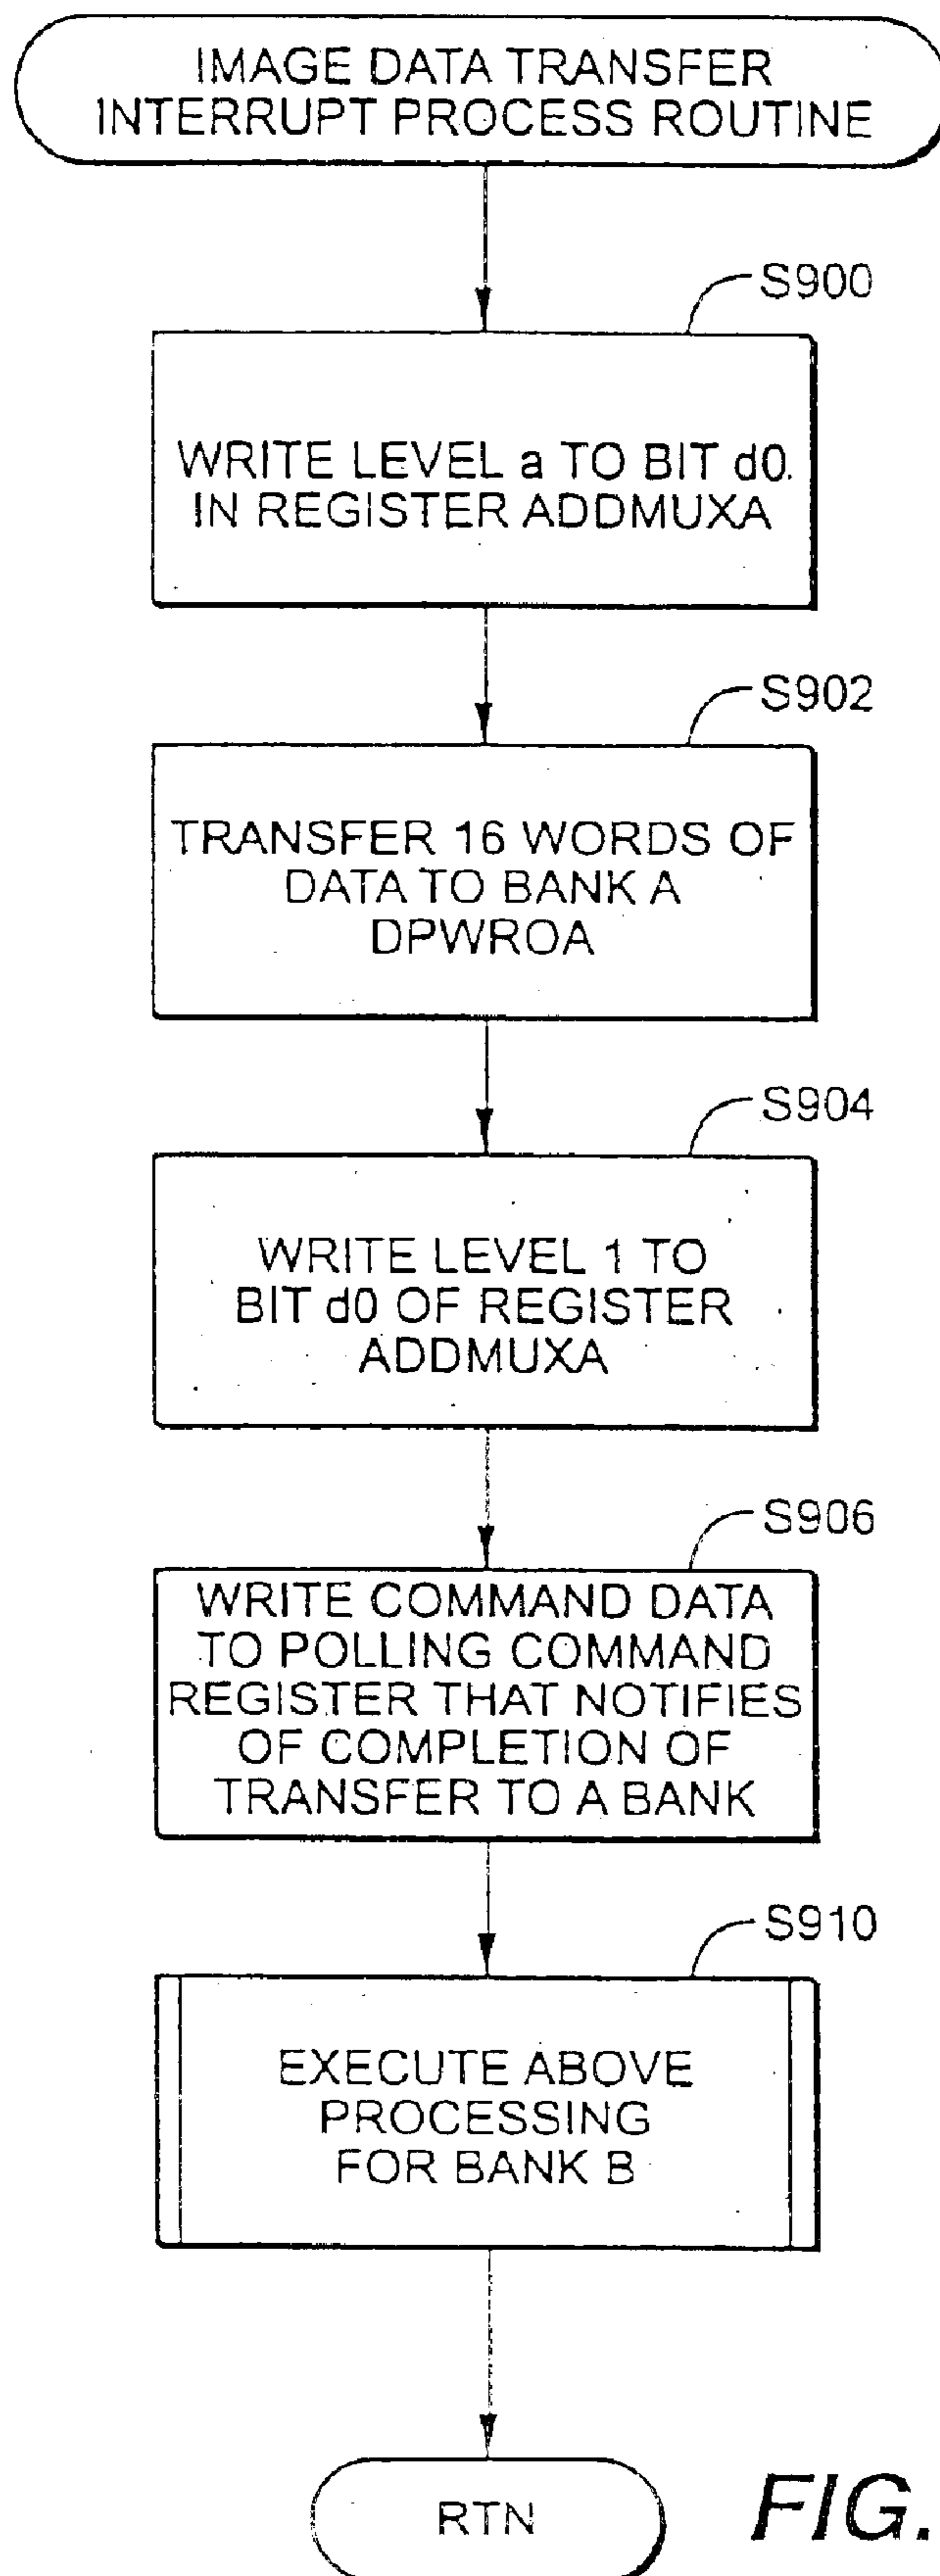 IMAGE DATA TRANSFER
INTERRUPT PROCESS ROUTINE
S900
WRITE LEVEL a TO BIT d0.
IN REGISTER ADDMUXA
S902
TRANSFER 16 WORDS OF
DATA TO BANK A
DPWROA
S904
WRITE LEVEL 1 TO
BIT d0 OF REGISTER
ADDMUXA
S906
WRITE COMMAND DATA
TO POLLING COMMAND
REGISTER THAT NOTIFIES
OF COMPLETION OF
TRANSFER TO A BANK
S910
EXECUTE ABOVE
PROCESSING
FOR BANK B
RTN
FIG.